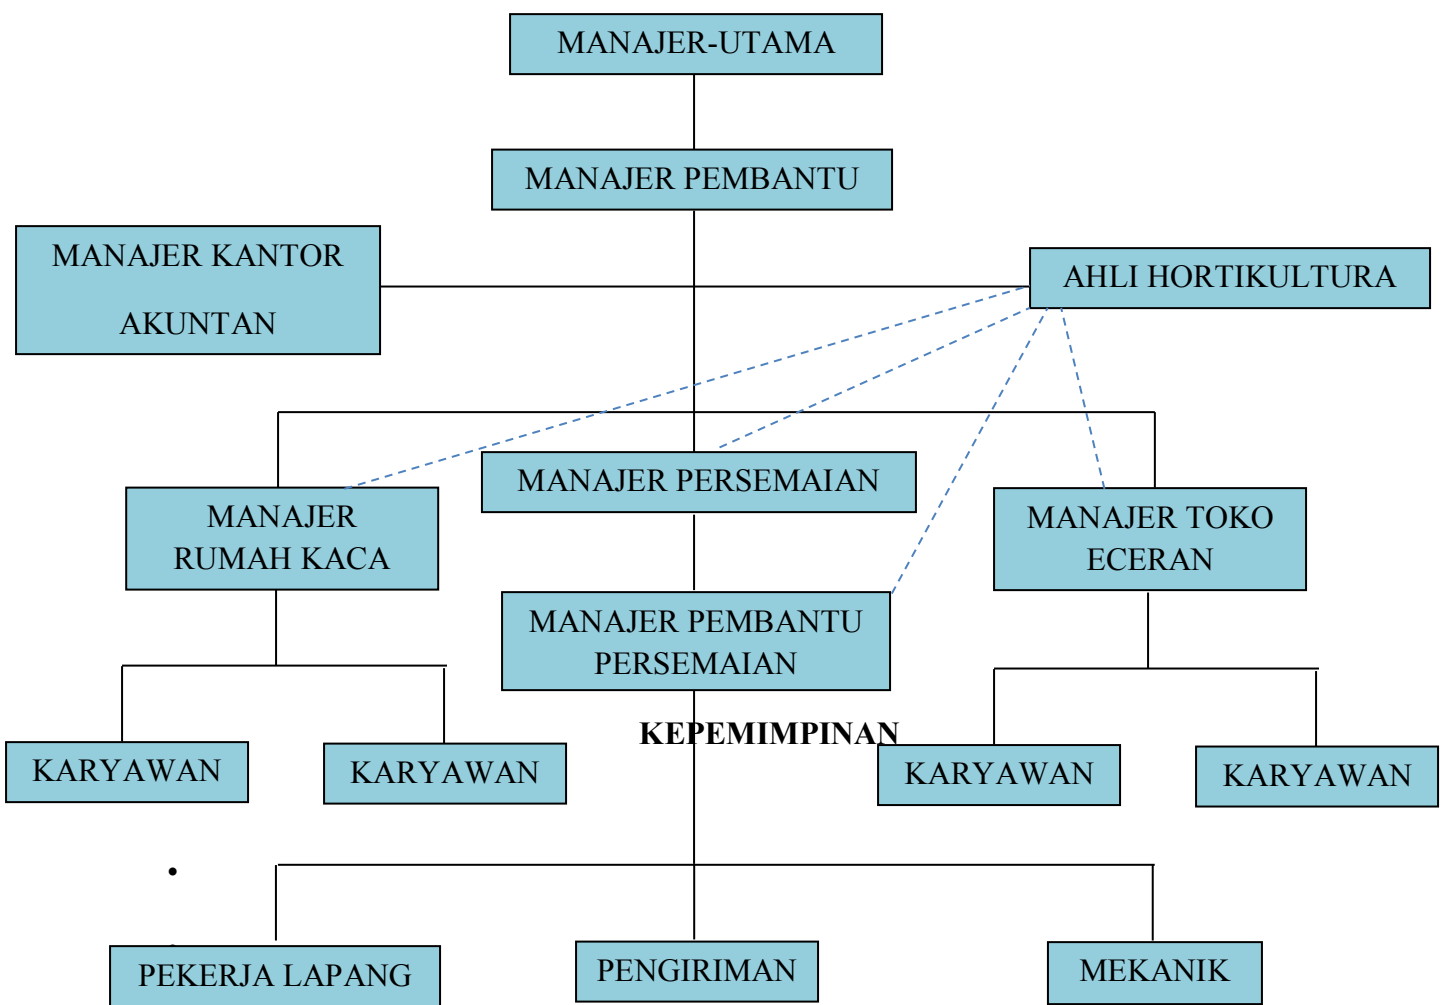 MANAJER-UTAMA
MANAJER PEMBANTU
MANAJER KANTOR
AKUNTAN
AHLI HORTIKULTURA
MANAJER PERSEMAIAN
MANAJER
RUMAH KACA
MANAJER TOKO
ECERAN
MANAJER PEMBANTU
PERSEMAIAN
KEPEMIMPINAN
KARYAWAN
KARYAWAN
KARYAWAN
KARYAWAN
PEKERJA LAPANG
PENGIRIMAN
MEKANIK